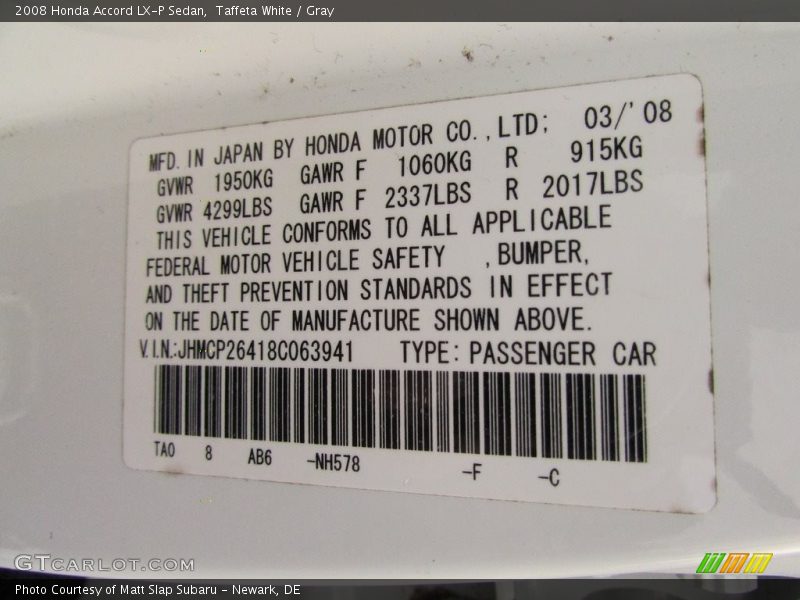 2008 Honda Accord LX-P Sedan, Taffeta White / Gray
MFD. IN JAPAN BY HONDA MOTOR CO., LTD; 03/'08
GVWR 1950KG GAWR F 1060KG R 915KG
GVWR 4299LBS GAWR F 2337LBS R 2017LBS
THIS VEHICLE CONFORMS TO ALL APPLICABLE
FEDERAL MOTOR VEHICLE SAFETY , BUMPER,
AND THEFT PREVENTION STANDARDS IN EFFECT
ON THE DATE OF MANUFACTURE SHOWN ABOVE.
V.I.N.:JHMCP26418C063941 TYPE: PASSENGER CAR
TA0 8 AB6 -NH578 -F -C
GTCARLOT.COM
Photo Courtesy of Matt Slap Subaru - Newark, DE